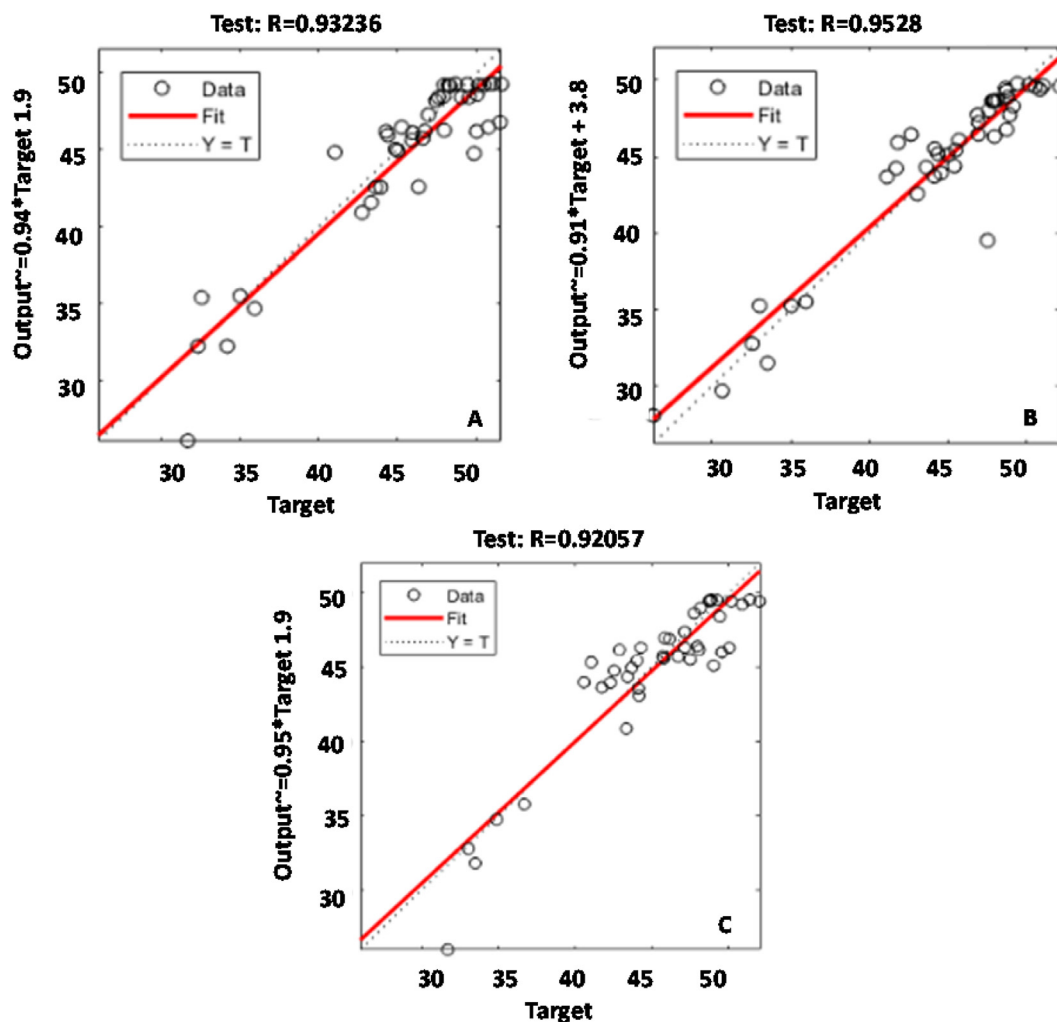 Test: R=0.93236
Output~=0.94*Target 1.9
50
45
40
35
30
Data
Fit
Y = T
A
30 35 40 45 50
Target
Test: R=0.9528
Output~=0.91*Target + 3.8
50
45
40
35
30
Data
Fit
Y = T
B
30 35 40 45 50
Target
Test: R=0.92057
Output~=0.95*Target 1.9
50
45
40
35
30
Data
Fit
Y = T
C
30 35 40 45 50
Target